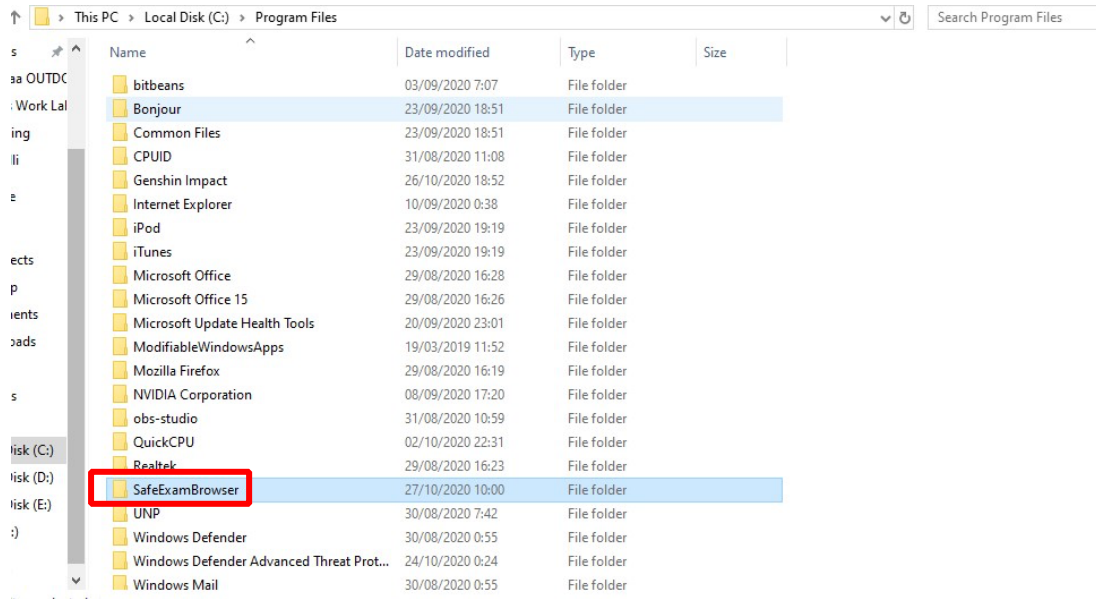 This PC > Local Disk (C:) > Program Files
Search Program Files
Name Date modified Type Size
bitbeans 03/09/2020 7:07 File folder
Bonjour 23/09/2020 18:51 File folder
Common Files 23/09/2020 18:51 File folder
CPUID 31/08/2020 11:08 File folder
Genshin Impact 26/10/2020 18:52 File folder
Internet Explorer 10/09/2020 0:38 File folder
iPod 23/09/2020 19:19 File folder
iTunes 23/09/2020 19:19 File folder
Microsoft Office 29/08/2020 16:28 File folder
Microsoft Office 15 29/08/2020 16:26 File folder
Microsoft Update Health Tools 20/09/2020 23:01 File folder
ModifiableWindowsApps 19/03/2019 11:52 File folder
Mozilla Firefox 29/08/2020 16:19 File folder
NVIDIA Corporation 08/09/2020 17:20 File folder
obs-studio 31/08/2020 10:59 File folder
QuickCPU 02/10/2020 22:31 File folder
Realtek 29/08/2020 16:23 File folder
SafeExamBrowser 27/10/2020 10:00 File folder
UNP 30/08/2020 7:42 File folder
Windows Defender 30/08/2020 0:55 File folder
Windows Defender Advanced Threat Prot... 24/10/2020 0:24 File folder
Windows Mail 30/08/2020 0:55 File folder
s
aa OUTDO
s Work Lal
ing
lli
e
ects
p
ents
oads
s
Disk (C:)
Disk (D:)
Disk (E:)
:)